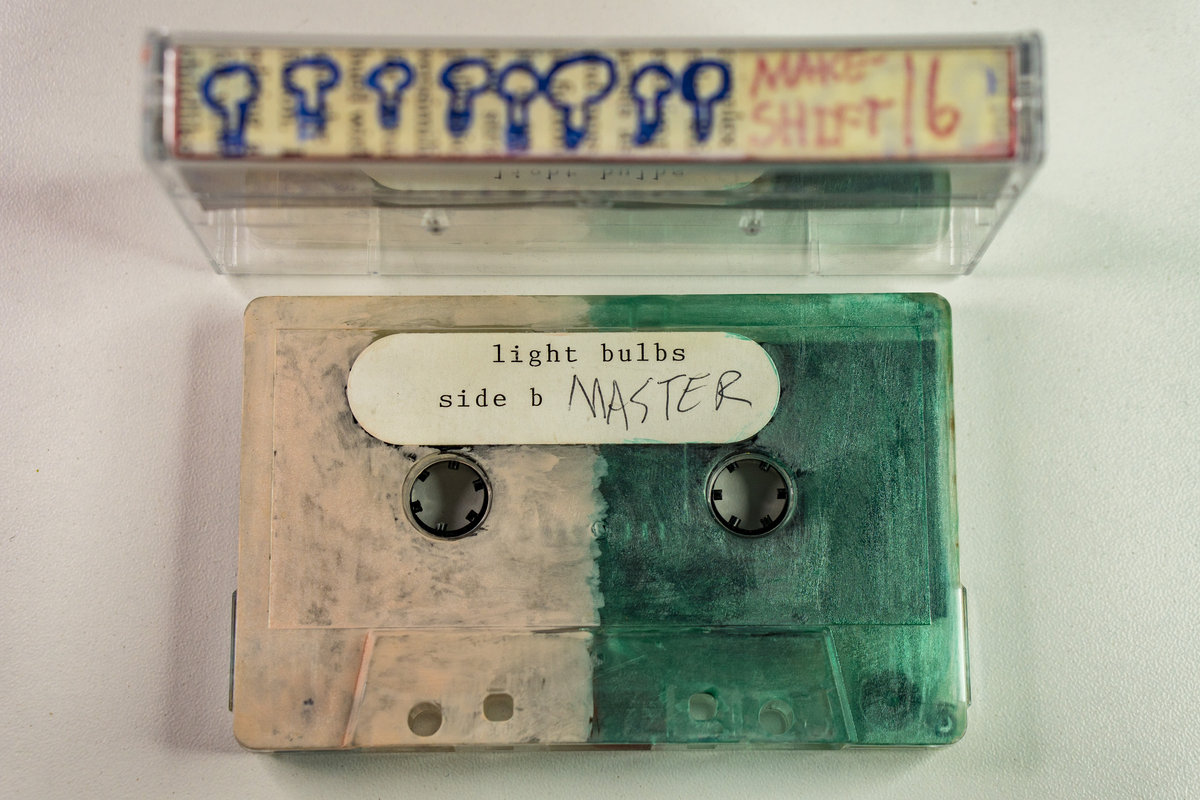 MAKE-
SHIFT 16
light bulbs
side b MASTER